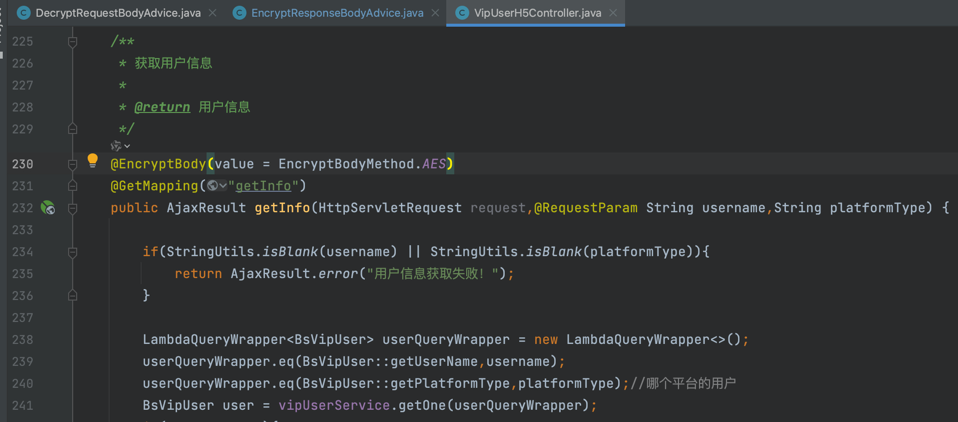 DecryptRequestBodyAdvice.java EncryptResponseBodyAdvice.java VipUserH5Controller.java
225 /**
226 * 获取用户信息
227 *
228 * @return 用户信息
229 */
230 @EncryptBody(value = EncryptBodyMethod.AES)
231 @GetMapping("getInfo")
232 public AjaxResult getInfo(HttpServletRequest request,@RequestParam String username,String platformType) {
233
234 if(StringUtils.isBlank(username) || StringUtils.isBlank(platformType)){
235 return AjaxResult.error("用户信息获取失败!");
236 }
237
238 LambdaQueryWrapper<BsVipUser> userQueryWrapper = new LambdaQueryWrapper<>();
239 userQueryWrapper.eq(BsVipUser::getUserName,username);
240 userQueryWrapper.eq(BsVipUser::getPlatformType,platformType);//哪个平台的用户
241 BsVipUser user = vipUserService.getOne(userQueryWrapper);